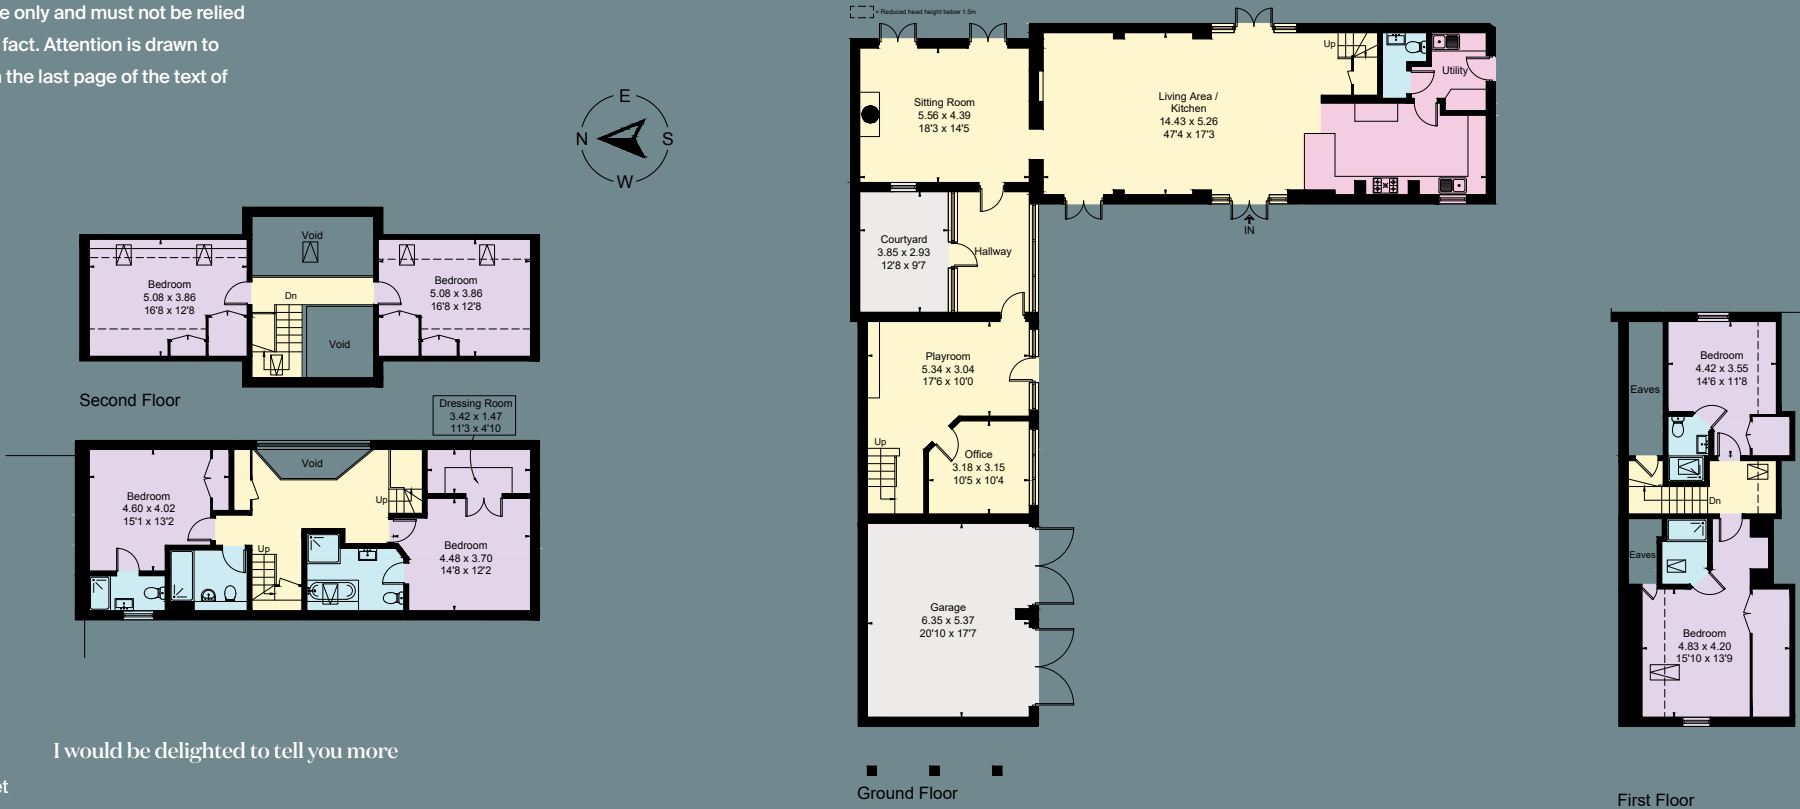 e only and must not be relied
fact. Attention is drawn to
the last page of the text of
= Reduced head height below 1.5m
E
N
S
W
Void
Bedroom
5.08 x 3.86
16'8 x 12'8
Dn
Bedroom
5.08 x 3.86
16'8 x 12'8
Void
Second Floor
Dressing Room
3.42 x 1.47
11'3 x 4'10
Void
Bedroom
4.60 x 4.02
15'1 x 13'2
Up
Up
Bedroom
4.48 x 3.70
14'8 x 12'2
Sitting Room
5.56 x 4.39
18'3 x 14'5
Living Area /
Kitchen
14.43 x 5.26
47'4 x 17'3
Up
Utility
IN
Courtyard
3.85 x 2.93
12'8 x 9'7
Hallway
Playroom
5.34 x 3.04
17'6 x 10'0
Up
Office
3.18 x 3.15
10'5 x 10'4
Garage
6.35 x 5.37
20'10 x 17'7
Ground Floor
Eaves
Bedroom
4.42 x 3.55
14'6 x 11'8
Dn
Eaves
Bedroom
4.83 x 4.20
15'10 x 13'9
First Floor
I would be delighted to tell you more
et